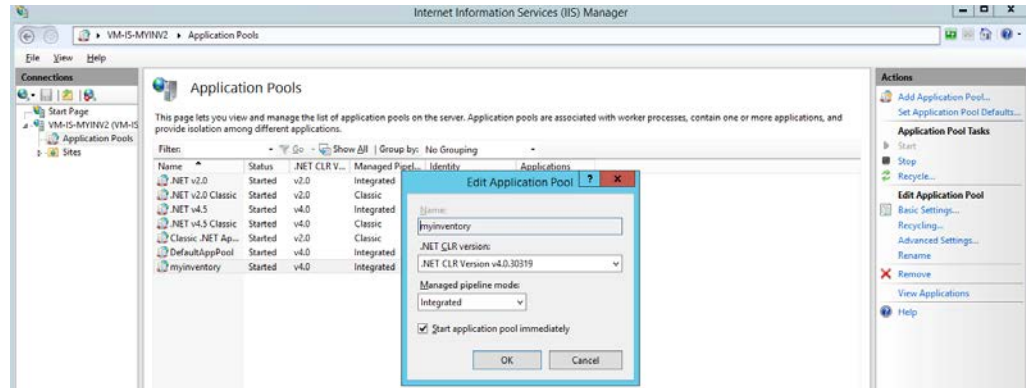 Internet Information Services (IIS) Manager
VM-IS-MYINV2 Application Pools
File View Help
Connections
Start Page
VM-IS-MYINV2 (VM-IS
Application Pools
Sites
Application Pools
This page lets you view and manage the list of application pools on the server. Application pools are associated with worker processes, contain one or more applications, and
provide isolation among different applications.
Filter: Go Show All Group by: No Grouping
Name Status .NET CLR V... Managed Pipel... Identity Applications
.NET v2.0 Started v2.0 Integrated
.NET v2.0 Classic Started v2.0 Classic
.NET v4.5 Started v4.0 Integrated
.NET v4.5 Classic Started v4.0 Classic
Classic .NET Ap... Started v2.0 Classic
DefaultAppPool Started v4.0 Integrated
myinventory Started v4.0 Integrated
Edit Application Pool ? x
Name:
myinventory
.NET CLR version:
.NET CLR Version v4.0.30319
Managed pipeline mode:
Integrated
Start application pool immediately
OK Cancel
Actions
Add Application Pool...
Set Application Pool Defaults...
Application Pool Tasks
Start
Stop
Recycle...
Edit Application Pool
Basic Settings...
Recycling...
Advanced Settings...
Rename
Remove
View Applications
Help